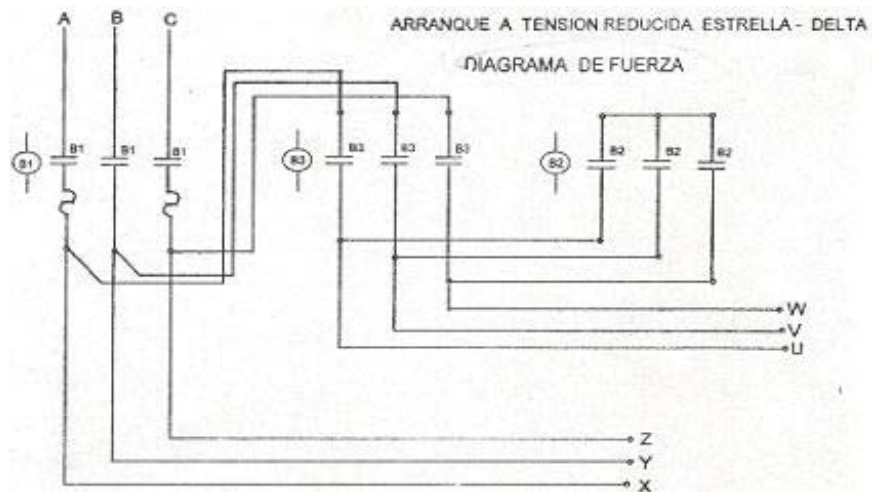 A B C
ARRANQUE A TENSION REDUCIDA ESTRELLA - DELTA
DIAGRAMA DE FUERZA
B1 B1 B1 B1 B3 B3 B3 B3 B2 B2 B2 B2
W
V
U
Z
Y
X